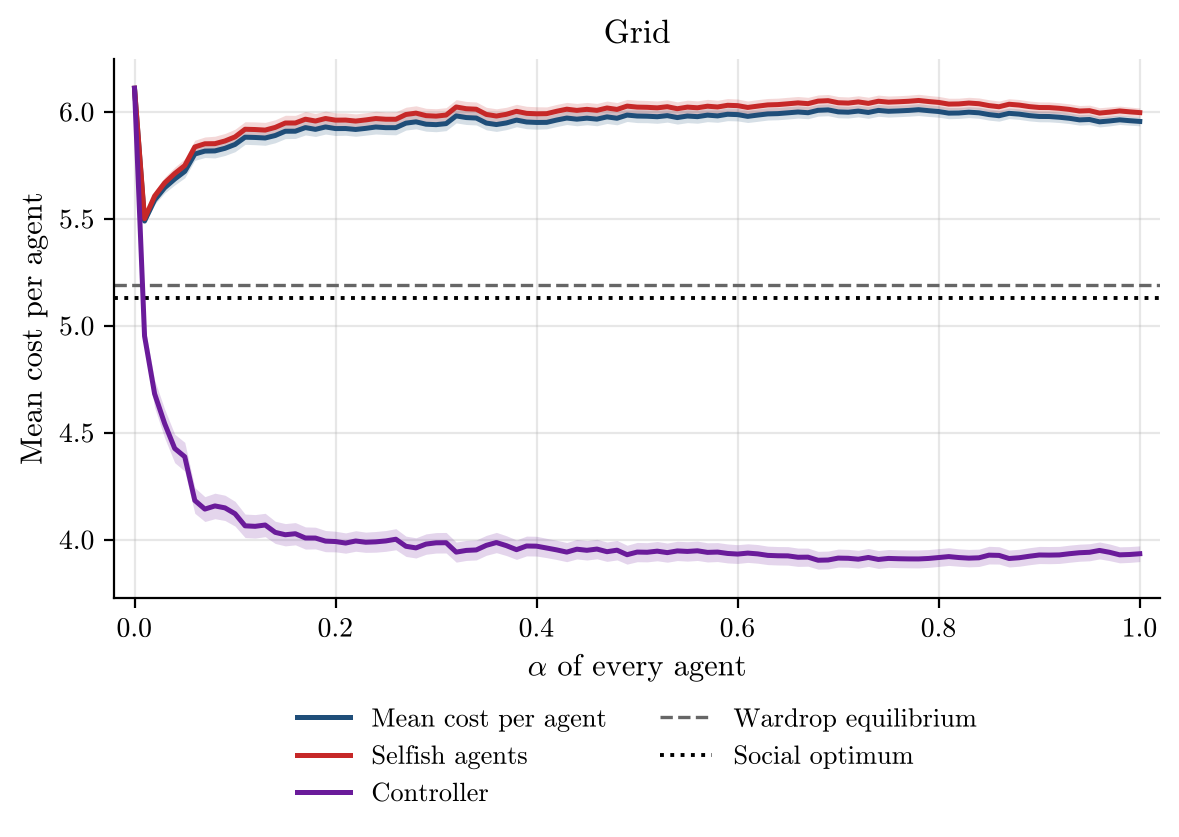 Grid
Mean cost per agent
6.0
5.5
5.0
4.5
4.0
0.0 0.2 0.4 0.6 0.8 1.0
α of every agent
Mean cost per agent
Selfish agents
Controller
Wardrop equilibrium
Social optimum